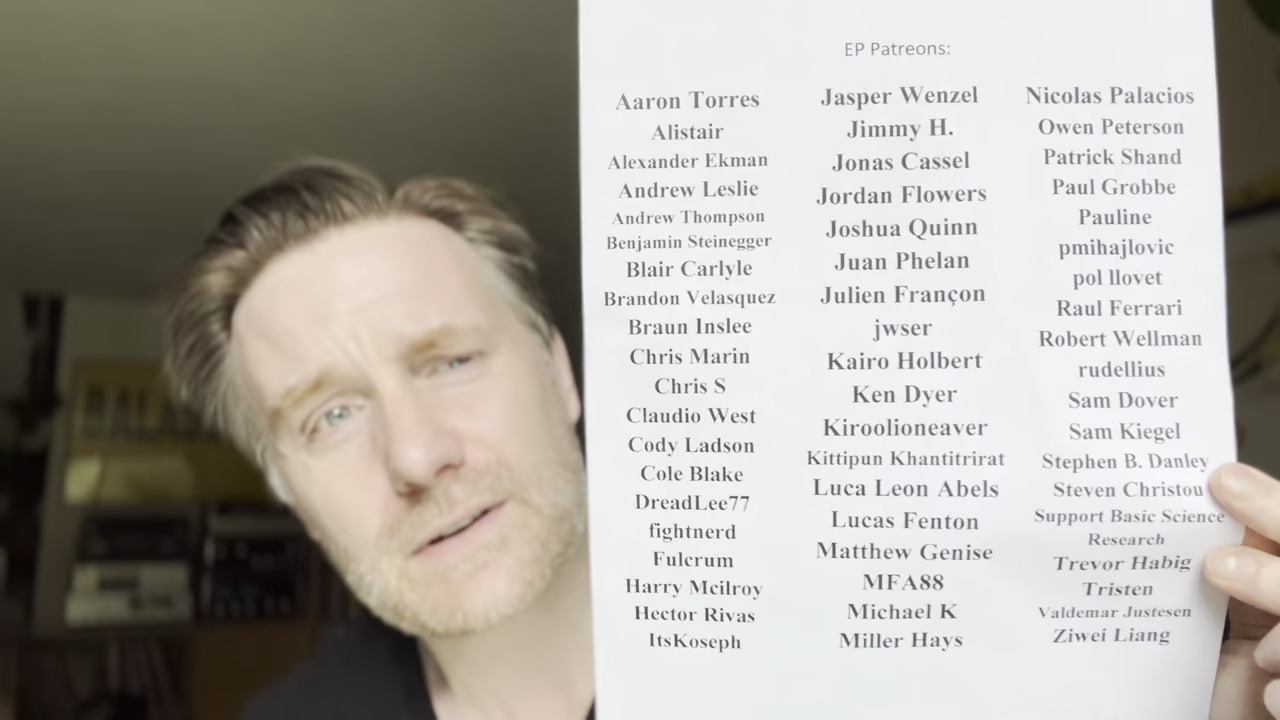 EP Patreons:
Aaron Torres
Alistair
Alexander Ekman
Andrew Leslie
Andrew Thompson
Benjamin Steinegger
Blair Carlyle
Brandon Velasquez
Braun Inslee
Chris Marin
Chris S
Claudio West
Cody Ladson
Cole Blake
DreadLee77
fightnerd
Fulcrum
Harry Mcilroy
Hector Rivas
ItsKoseph
Jasper Wenzel
Jimmy H.
Jonas Cassel
Jordan Flowers
Joshua Quinn
Juan Phelan
Julien Françon
jwser
Kairo Holbert
Ken Dyer
Kiroolioneaver
Kittipun Khantitrirat
Luca Leon Abels
Lucas Fenton
Matthew Genise
MFA88
Michael K
Miller Hays
Nicolas Palacios
Owen Peterson
Patrick Shand
Paul Grobbe
Pauline
pmihajlovic
pol llovet
Raul Ferrari
Robert Wellman
rudellius
Sam Dover
Sam Kiegel
Stephen B. Danley
Steven Christou
Support Basic Science
Research
Trevor Habig
Tristen
Valdemar Justesen
Ziwei Liang